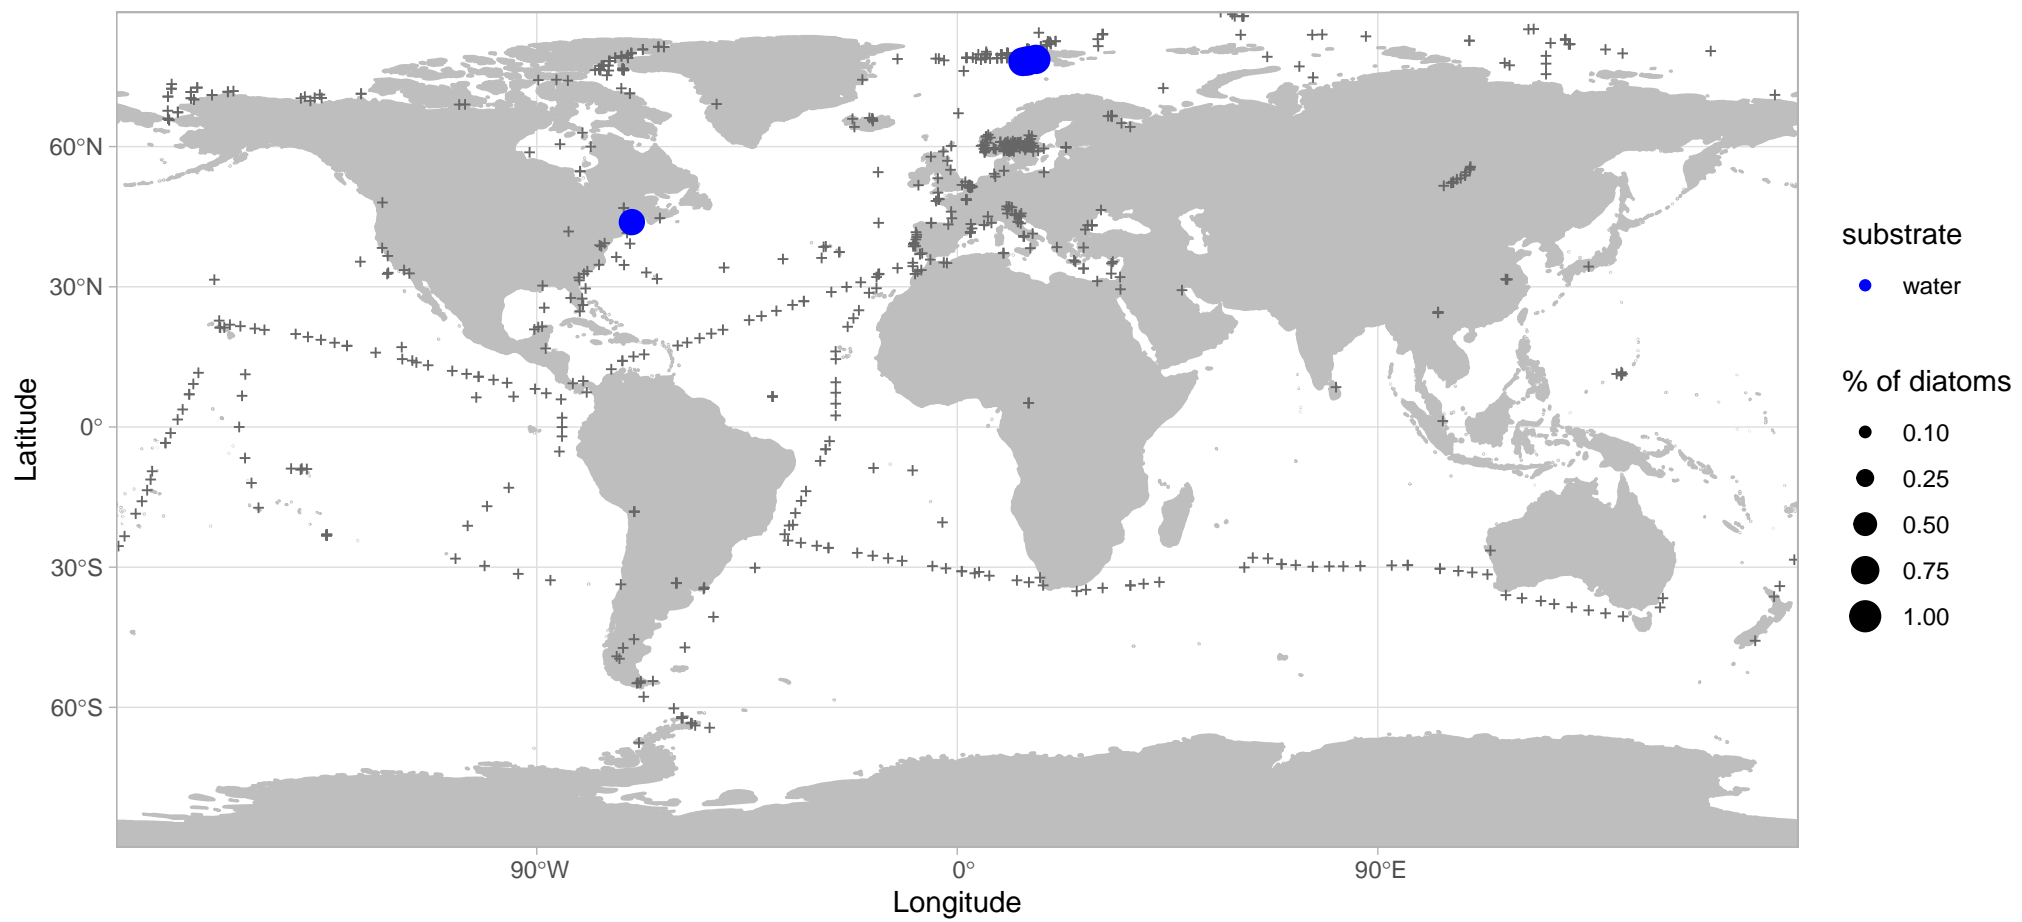 60°N
30°N
0°
30°S
60°S
Latitude
90°W
0°
90°E
Longitude
substrate
water
% of diatoms
0.10
0.25
0.50
0.75
1.00